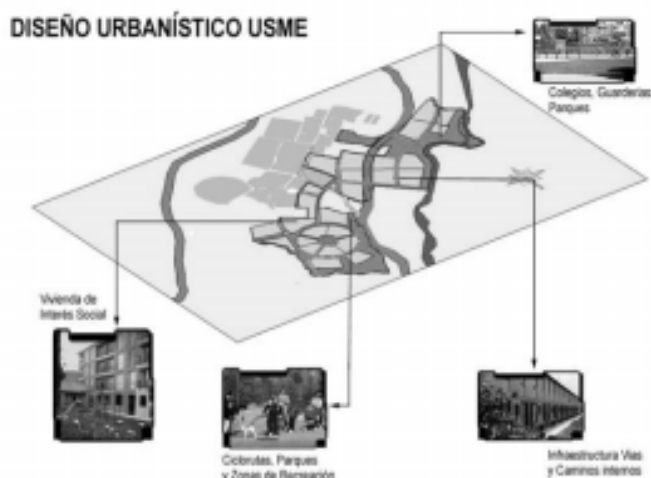 DISEÑO URBANÍSTICO USME
Colegios, Guarderías,
Parques
Vivienda de
Interés Social
Ciclorutas, Parques
y Zonas de Recreación
Infraestructura Vías
y Caminos internos